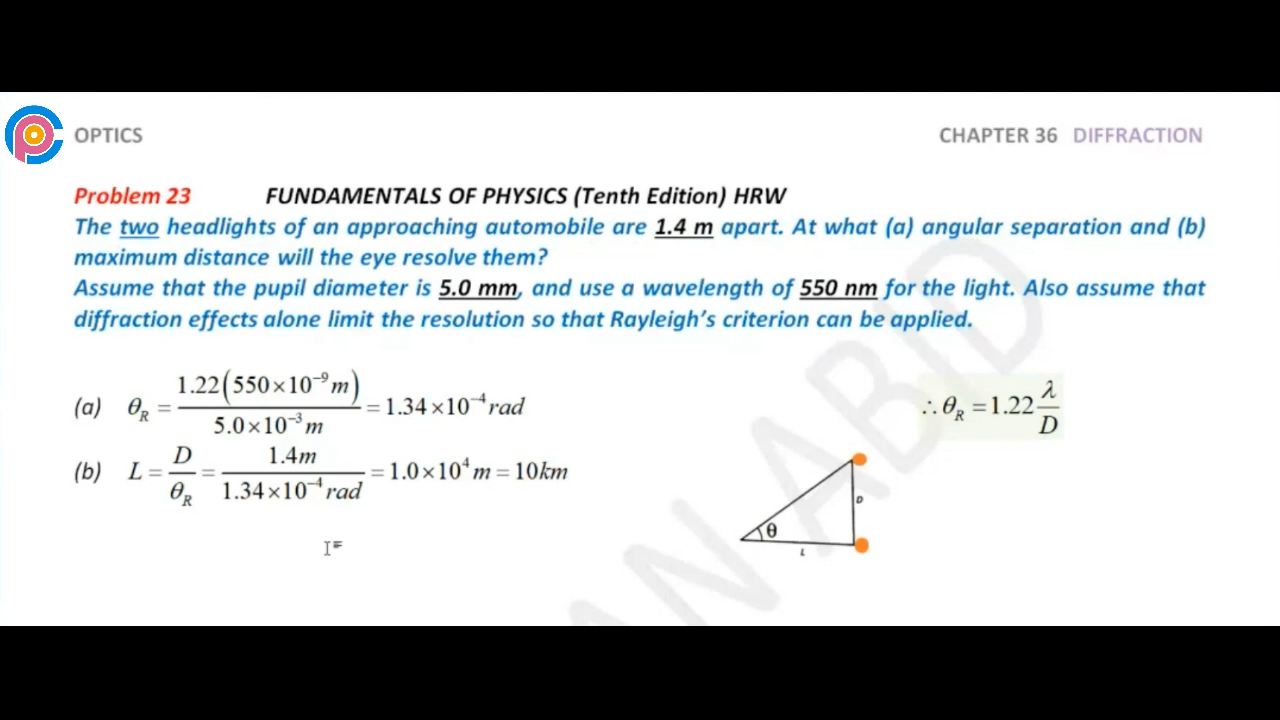 OPTICS
CHAPTER 36 DIFFRACTION
Problem 23 FUNDAMENTALS OF PHYSICS (Tenth Edition) HRW
The two headlights of an approaching automobile are 1.4 m apart. At what (a) angular separation and (b)
maximum distance will the eye resolve them?
Assume that the pupil diameter is 5.0 mm, and use a wavelength of 550 nm for the light. Also assume that
diffraction effects alone limit the resolution so that Rayleigh's criterion can be applied.
(a) θ_R = 1.22(550×10⁻⁹ m) / 5.0×10⁻³ m = 1.34×10⁻⁴ rad
∴ θ_R = 1.22 λ / D
(b) L = D / θ_R = 1.4m / 1.34×10⁻⁴ rad = 1.0×10⁴ m = 10km
θ
D
L
N ABID